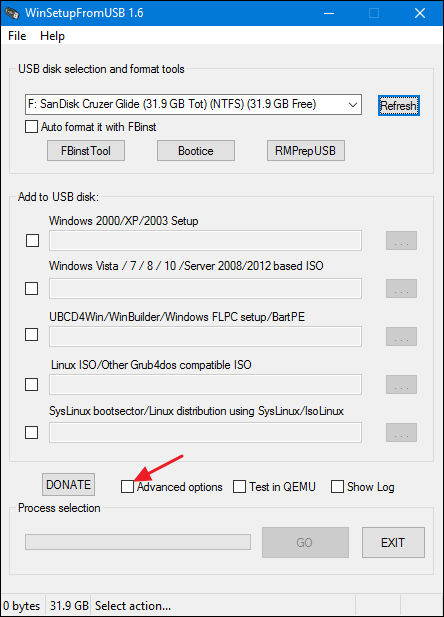 WinSetupFromUSB 1.6
File Help
USB disk selection and format tools
F: SanDisk Cruzer Glide (31.9 GB Tot) (NTFS) (31.9 GB Free)
Refresh
Auto format it with FBinst
FBinstTool Bootice RMPrepUSB
Add to USB disk:
Windows 2000/XP/2003 Setup
...
Windows Vista / 7 / 8 / 10 /Server 2008/2012 based ISO
...
UBCD4Win/WinBuilder/Windows FLPC setup/BartPE
...
Linux ISO/Other Grub4dos compatible ISO
...
SysLinux bootsector/Linux distribution using SysLinux/IsoLinux
...
DONATE Advanced options Test in QEMU Show Log
Process selection
GO EXIT
0 bytes 31.9 GB Select action...